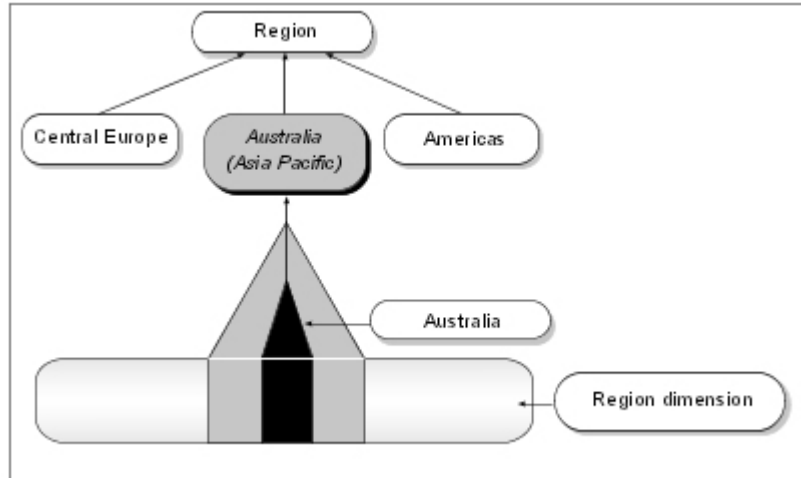 Region
Central Europe
Australia
(Asia Pacific)
Americas
Australia
Region dimension